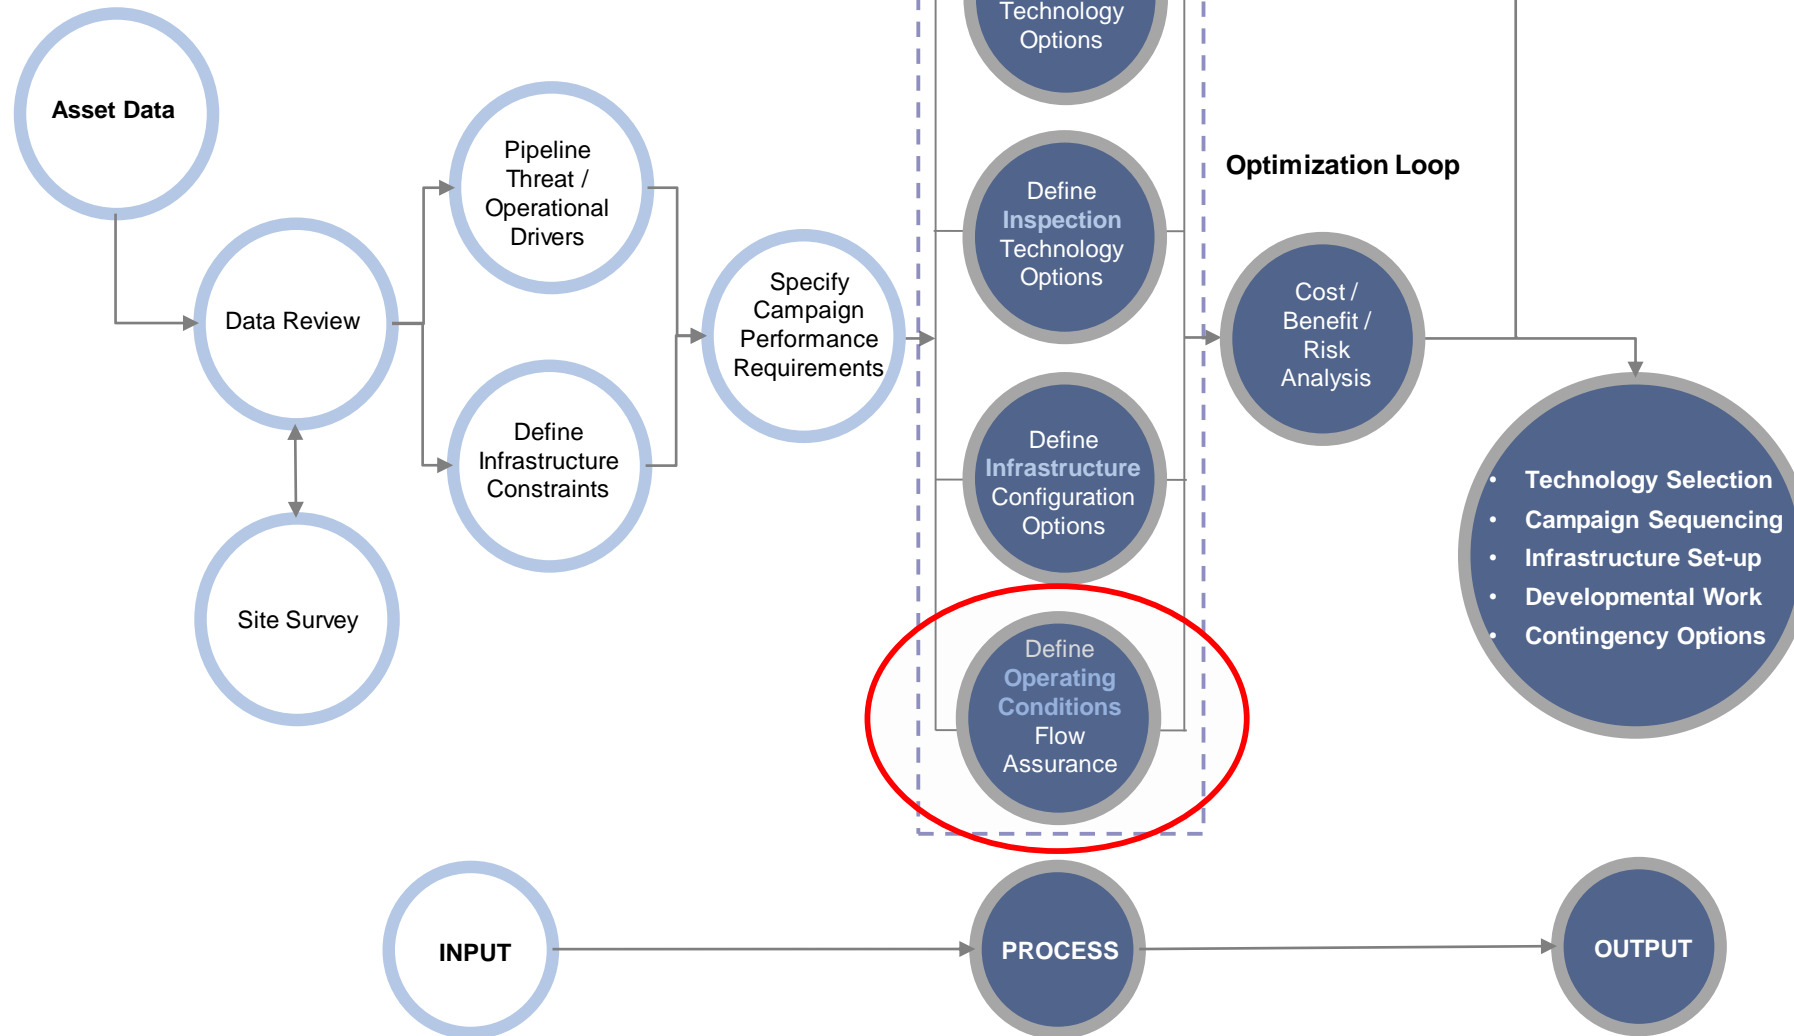 Technology
Options
Asset Data
Pipeline
Threat /
Operational
Drivers
Define
Inspection
Technology
Options
Optimization Loop
Data Review
Specify
Campaign
Performance
Requirements
Cost /
Benefit /
Risk
Analysis
Define
Infrastructure
Constraints
Define
Infrastructure
Configuration
Options
• Technology Selection
• Campaign Sequencing
• Infrastructure Set-up
• Developmental Work
• Contingency Options
Site Survey
Define
Operating
Conditions
Flow
Assurance
INPUT
PROCESS
OUTPUT